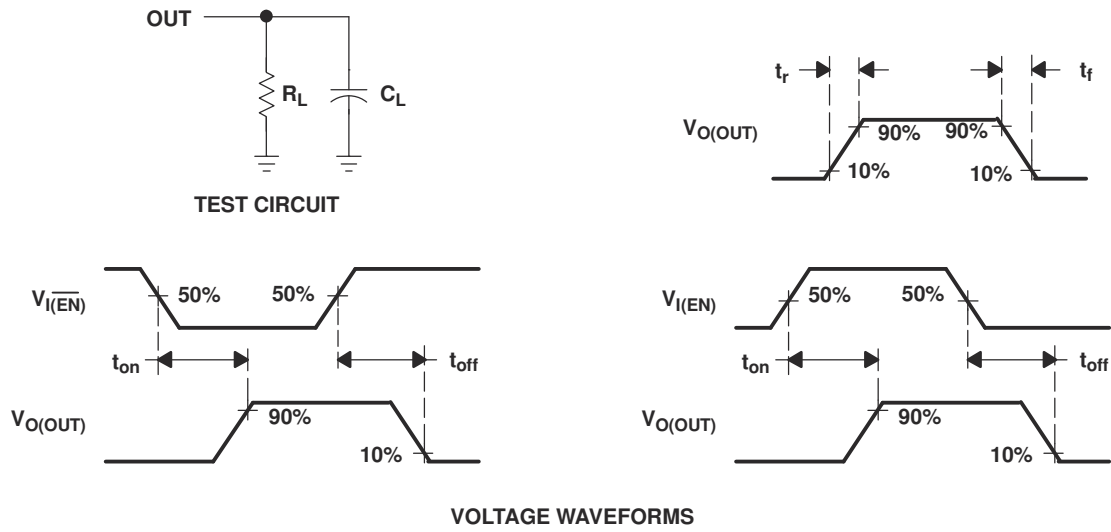 OUT
R_L
C_L
TEST CIRCUIT
t_r
t_f
V_O(OUT)
90%
90%
10%
10%
V_I(E̅N̅)
50%
50%
t_on
t_off
V_O(OUT)
90%
10%
V_I(EN)
50%
50%
t_on
t_off
V_O(OUT)
90%
10%
VOLTAGE WAVEFORMS